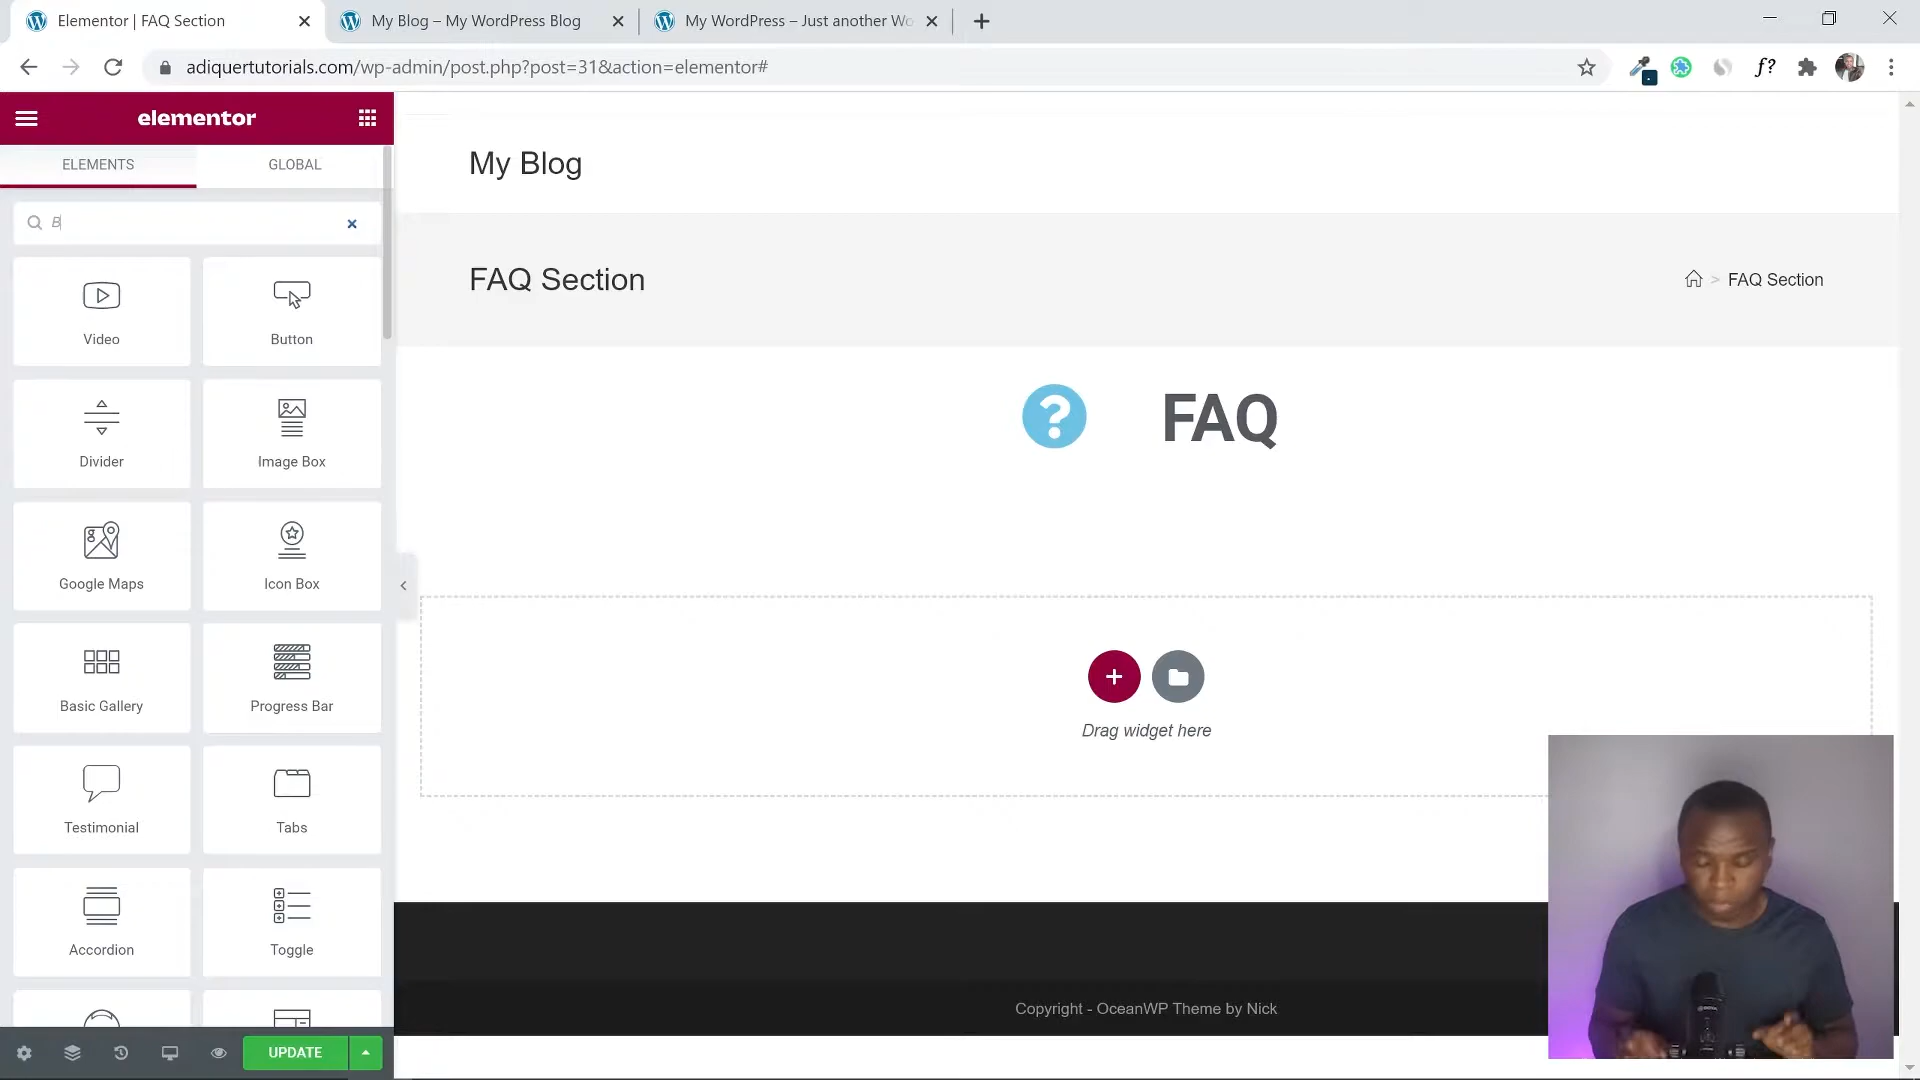 Elementor | FAQ Section
My Blog – My WordPress Blog
My WordPress – Just another Wo
adiquertutorials.com/wp-admin/post.php?post=31&action=elementor#
f?
elementor
ELEMENTS
GLOBAL
B
Video
Button
Divider
Image Box
Google Maps
Icon Box
Basic Gallery
Progress Bar
Testimonial
Tabs
Accordion
Toggle
UPDATE
My Blog
FAQ Section
> FAQ Section
? FAQ
Drag widget here
Copyright - OceanWP Theme by Nick